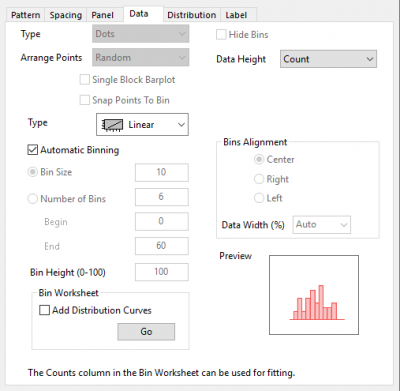 Pattern Spacing Panel Data Distribution Label
Type Dots
Hide Bins
Arrange Points Random
Data Height Count
Single Block Barplot
Snap Points To Bin
Type Linear
Automatic Binning
Bins Alignment
Bin Size 10
Center
Number of Bins 6
Right
Begin 0
Left
End 60
Data Width (%) Auto
Bin Height (0-100) 100
Preview
Bin Worksheet
Add Distribution Curves
Go
The Counts column in the Bin Worksheet can be used for fitting.